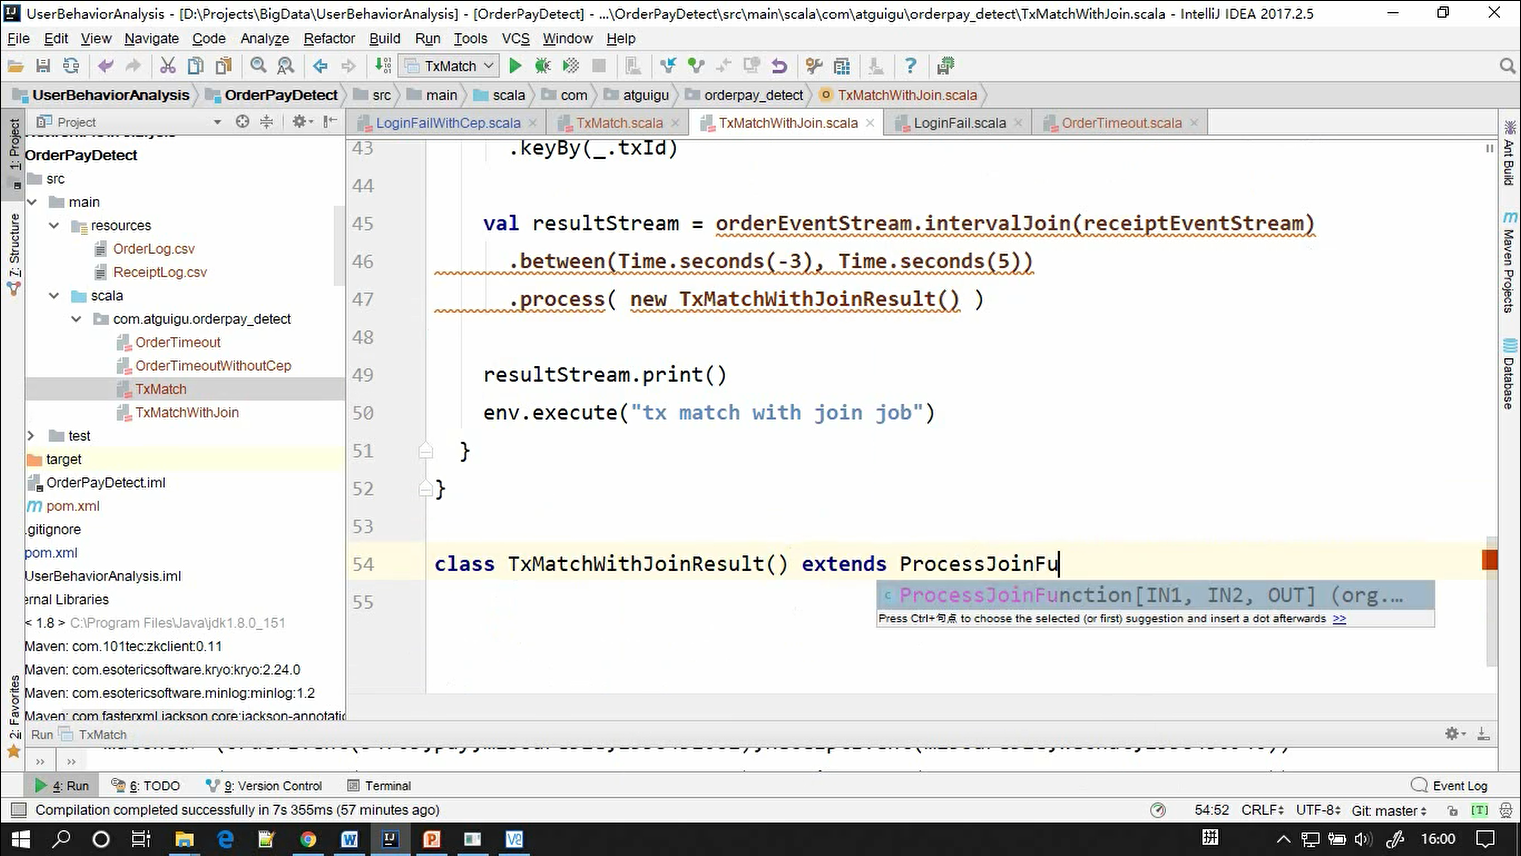 UserBehaviorAnalysis - [D:\Projects\BigData\UserBehaviorAnalysis] - [OrderPayDetect] - ...\OrderPayDetect\src\main\scala\com\atguigu\orderpay_detect\TxMatchWithJoin.scala - IntelliJ IDEA 2017.2.5
File Edit View Navigate Code Analyze Refactor Build Run Tools VCS Window Help
TxMatch
UserBehaviorAnalysis OrderPayDetect src main scala com atguigu orderpay_detect TxMatchWithJoin.scala
Project
LoginFailWithCep.scala TxMatch.scala TxMatchWithJoin.scala LoginFail.scala OrderTimeout.scala
1: Project
7: Structure
2: Favorites
OrderPayDetect
src
main
resources
OrderLog.csv
ReceiptLog.csv
scala
com.atguigu.orderpay_detect
OrderTimeout
OrderTimeoutWithoutCep
TxMatch
TxMatchWithJoin
test
target
OrderPayDetect.iml
pom.xml
.gitignore
pom.xml
UserBehaviorAnalysis.iml
ernal Libraries
< 1.8 > C:\Program Files\Java\jdk1.8.0_151
Maven: com.101tec:zkclient:0.11
Maven: com.esotericsoftware.kryo:kryo:2.24.0
Maven: com.esotericsoftware.minlog:minlog:1.2
Maven: com.fasterxml.jackson.core:jackson-annotatio
43 .keyBy(_.txId)
44
45 val resultStream = orderEventStream.intervalJoin(receiptEventStream)
46 .between(Time.seconds(-3), Time.seconds(5))
47 .process( new TxMatchWithJoinResult() )
48
49 resultStream.print()
50 env.execute("tx match with join job")
51 }
52 }
53
54 class TxMatchWithJoinResult() extends ProcessJoinFu
ProcessJoinFunction[IN1, IN2, OUT] (org....
Press Ctrl+句点 to choose the selected (or first) suggestion and insert a dot afterwards >>
55
Ant Build
Maven Projects
Database
Run TxMatch
4: Run 6: TODO 9: Version Control Terminal Event Log
Compilation completed successfully in 7s 355ms (57 minutes ago) 54:52 CRLF UTF-8 Git: master [T]
拼 16:00